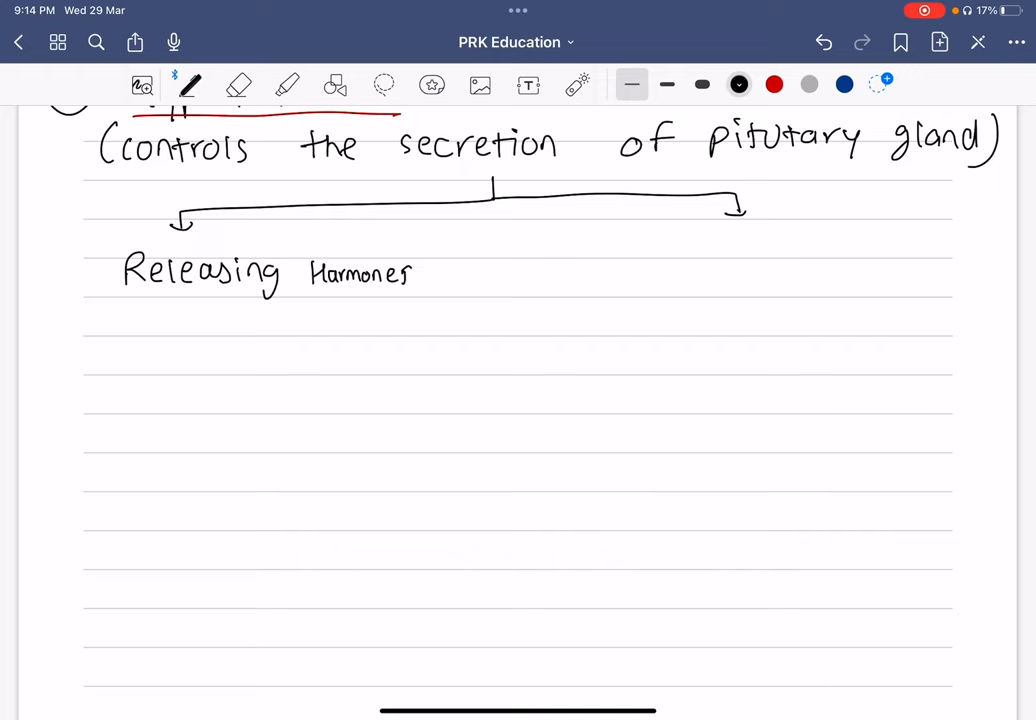 9:14 PM Wed 29 Mar
17%
PRK Education
T
(controls the secretion of pitutary gland)
Releasing Harmones